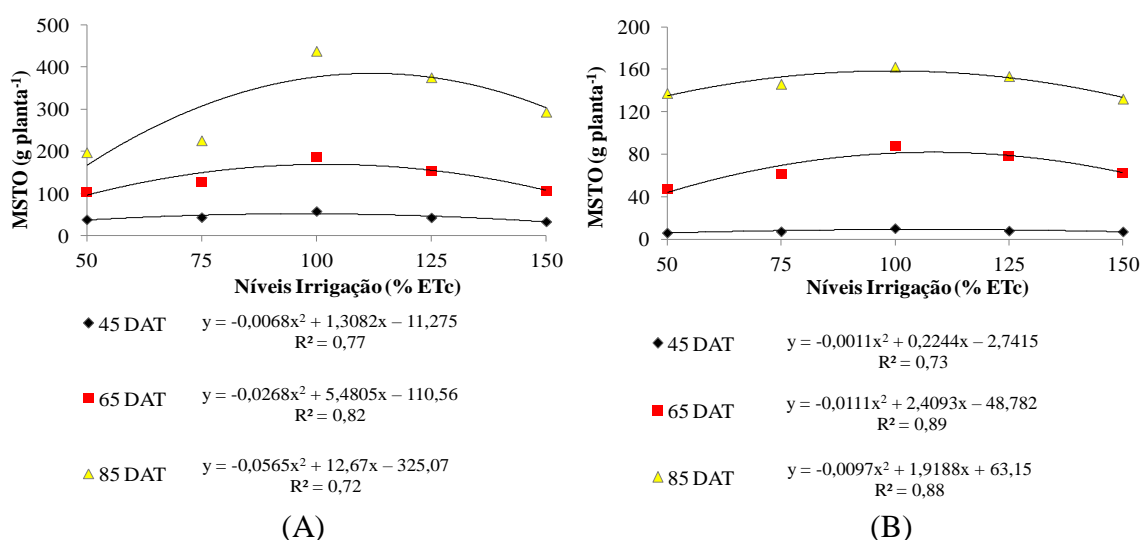 500
400
300
200
100
0
MSTO (g planta⁻¹)
50 75 100 125 150
Níveis Irrigação (% ETc)
45 DAT y = -0,0068x² + 1,3082x – 11,275
R² = 0,77
65 DAT y = -0,0268x² + 5,4805x – 110,56
R² = 0,82
85 DAT y = -0,0565x² + 12,67x – 325,07
R² = 0,72
(A)
200
160
120
80
40
0
MSTO (g planta⁻¹)
50 75 100 125 150
Níveis Irrigação (% ETc)
45 DAT y = -0,0011x² + 0,2244x – 2,7415
R² = 0,73
65 DAT y = -0,0111x² + 2,4093x – 48,782
R² = 0,89
85 DAT y = -0,0097x² + 1,9188x + 63,15
R² = 0,88
(B)